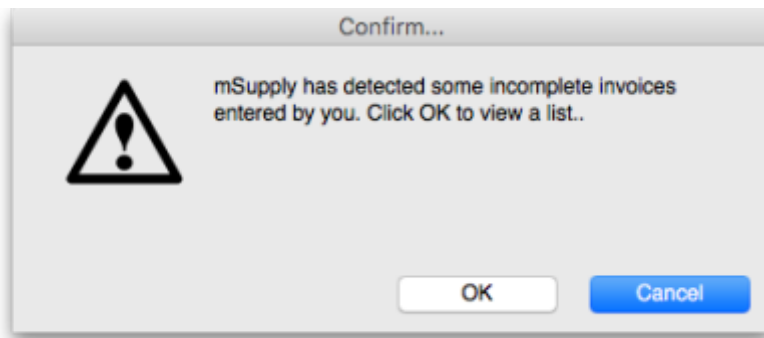 Confirm...
mSupply has detected some incomplete invoices
entered by you. Click OK to view a list..
OK
Cancel